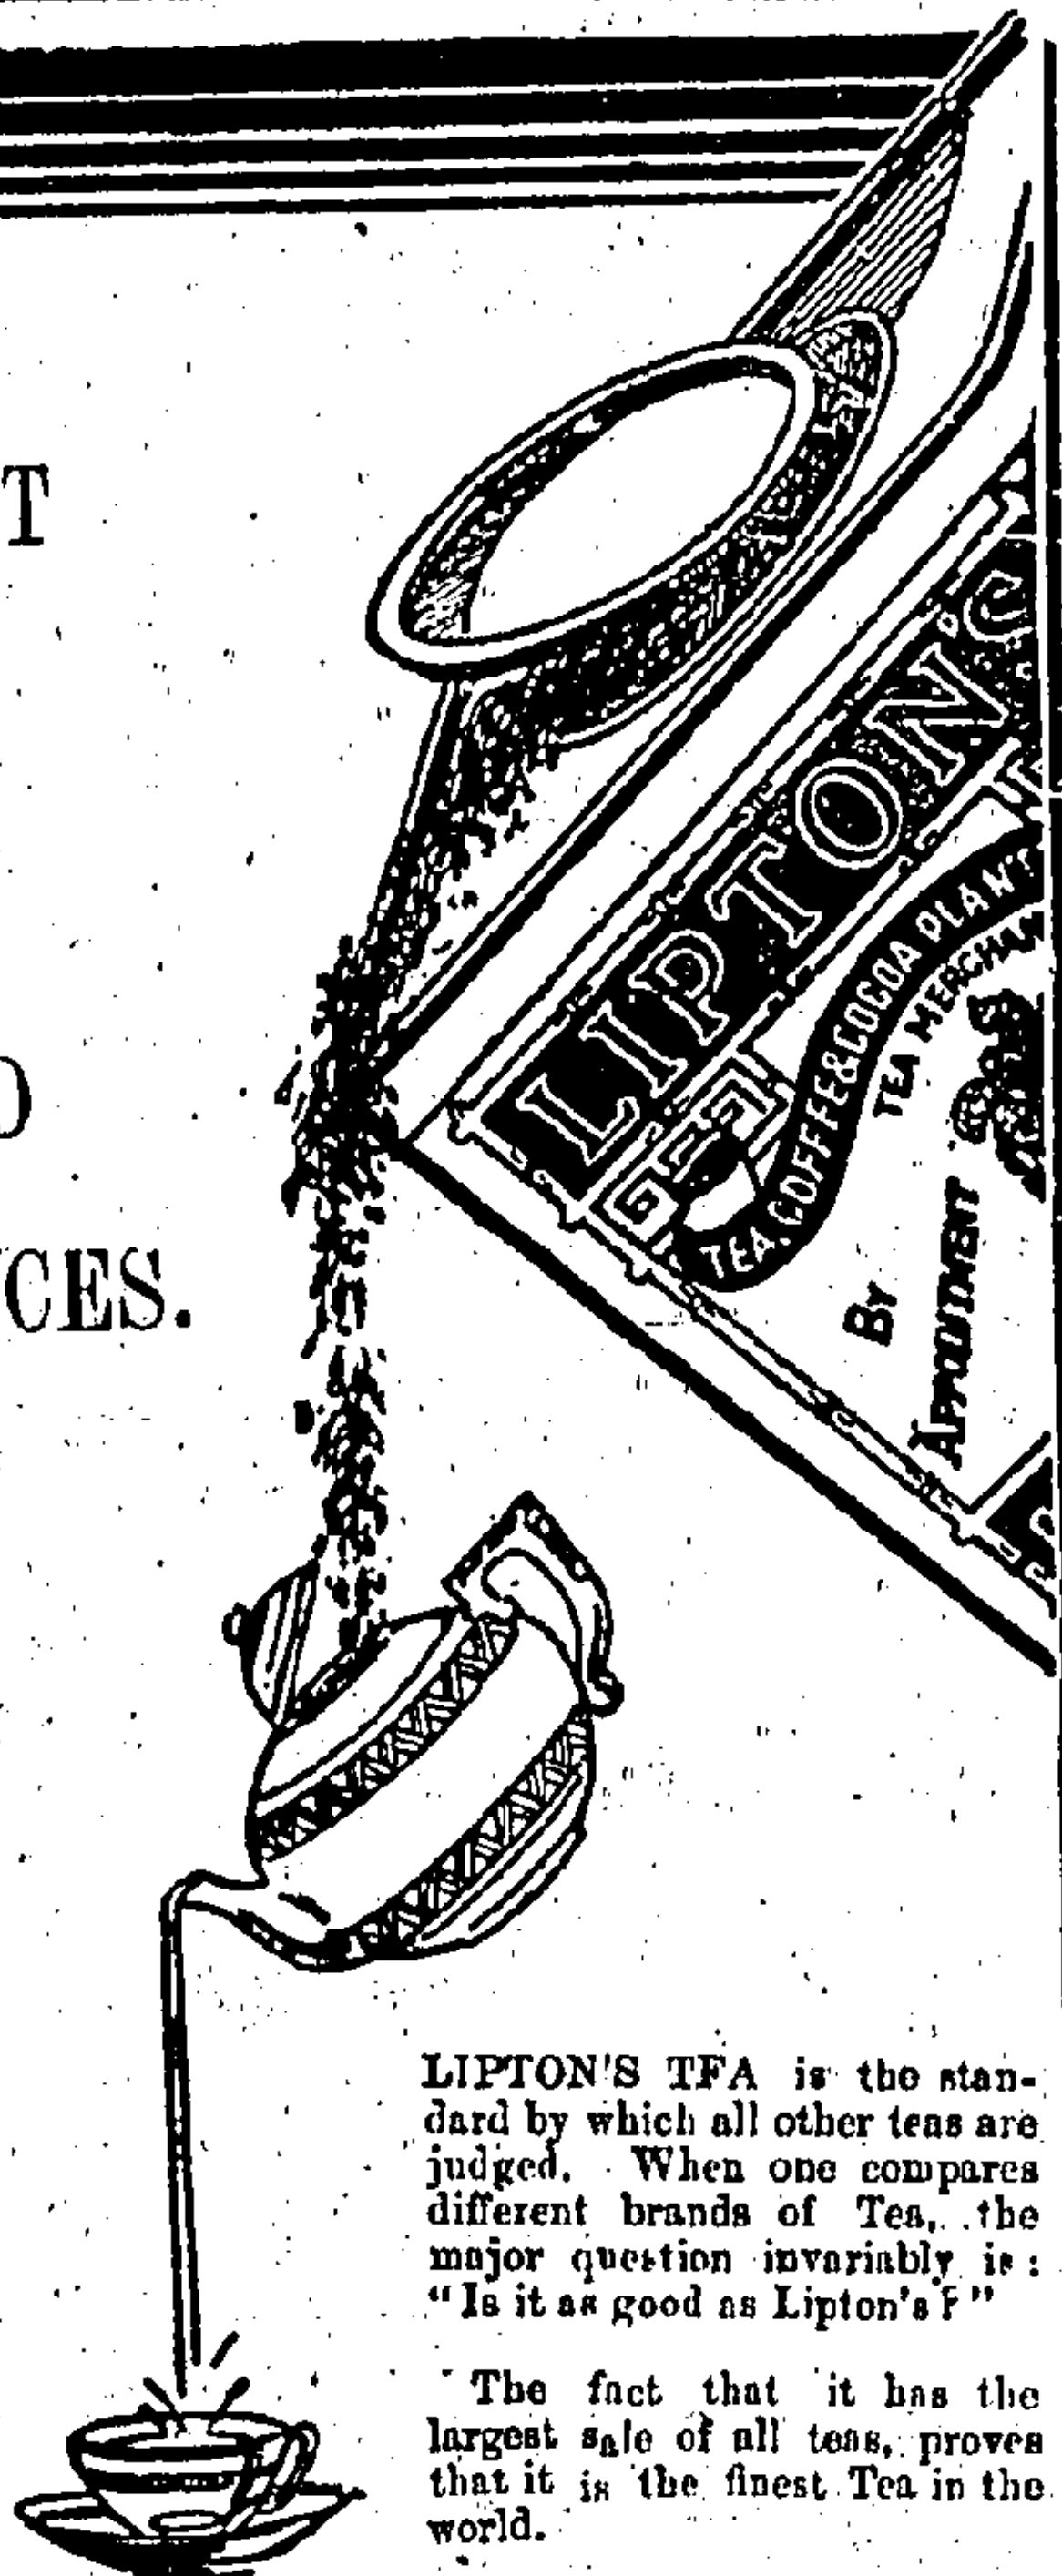 T
D
CES.
LIPTON'S
TEA, COFFEE & COCOA PLANT
TEA MERCHAN
BY
APPOINTMENT
LIPTON'S TEA is the stan-
dard by which all other teas are
judged. When one compares
different brands of Tea, the
major question invariably is:
"Is it as good as Lipton's?"
The fact that it has the
largest sale of all teas, proves
that it is the finest Tea in the
world.